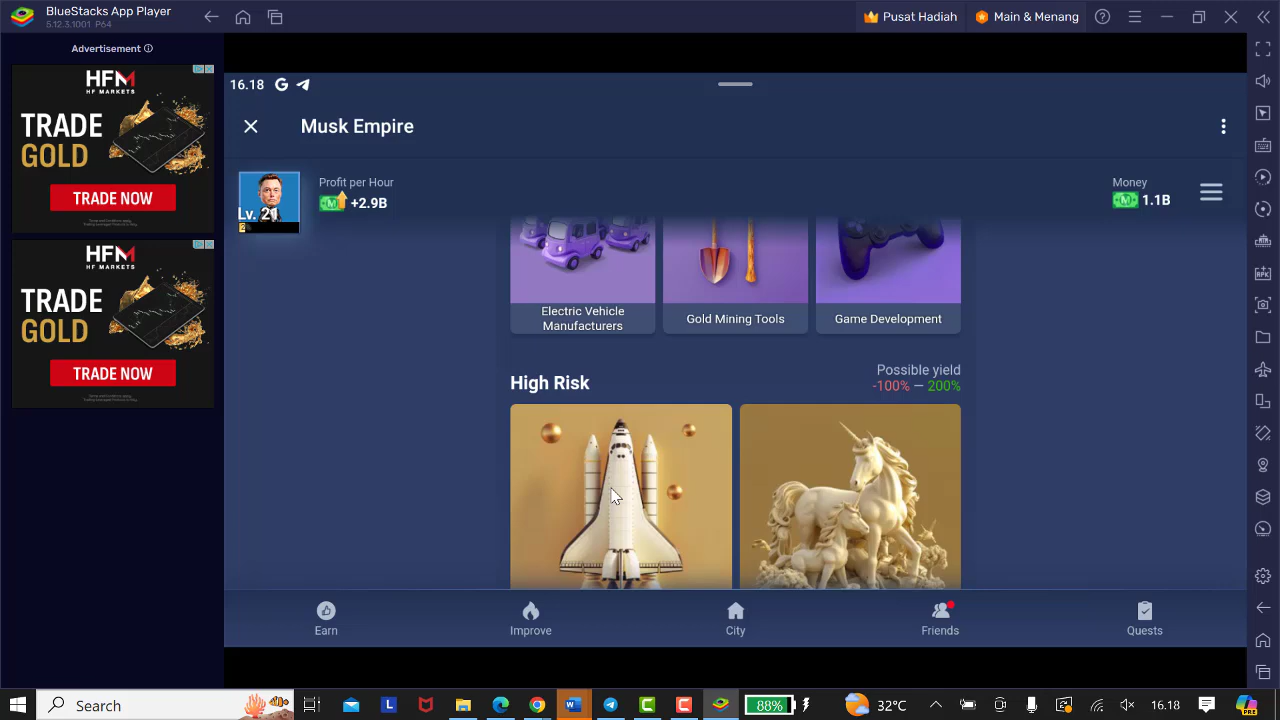 BlueStacks App Player
5.12.3.1001 P64
Pusat Hadiah
Main & Menang
Advertisement
HFM
HF MARKETS
TRADE
GOLD
TRADE NOW
HFM
HF MARKETS
TRADE
GOLD
TRADE NOW
16.18
Musk Empire
Lv. 21
Profit per Hour
+2.9B
Money
1.1B
Electric Vehicle
Manufacturers
Gold Mining Tools
Game Development
High Risk
Possible yield
-100% — 200%
Earn
Improve
City
Friends
Quests
Search
88%
32°C
16.18